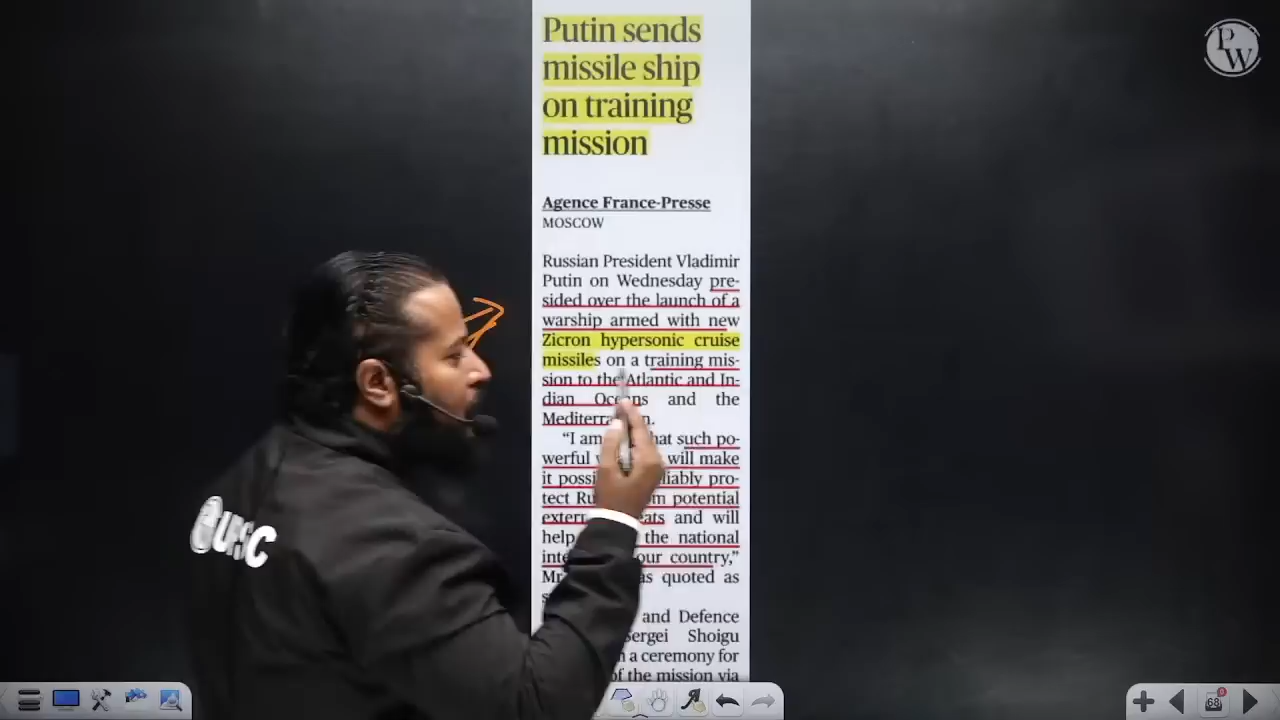 Putin sends
missile ship
on training
mission
PW
Agence France-Presse
MOSCOW
Russian President Vladimir
Putin on Wednesday pre-
sided over the launch of a
warship armed with new
Zicron hypersonic cruise
missiles on a training mis-
sion to the Atlantic and In-
dian Oceans and the
Mediterra n.
“I am hat such po-
werful will make
it possi liably pro-
tect Ru m potential
exter ats and will
help the national
inte our country,”
Mr as quoted as
and Defence
Sergei Shoigu
n a ceremony for
of the mission via
@UPSC
68